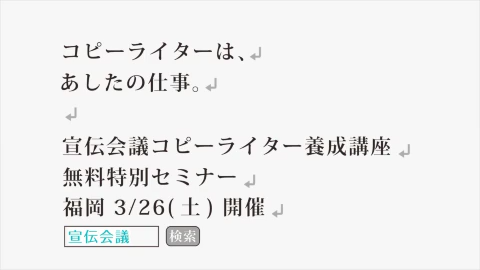 コピーライターは、
あしたの仕事。
宣伝会議コピーライター養成講座
無料特別セミナー
福岡 3/26(土) 開催
宣伝会議 検索